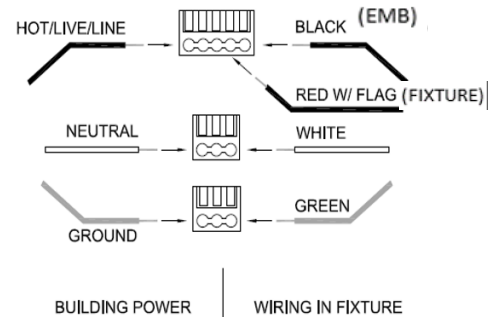 HOT/LIVE/LINE
BLACK (EMB)
RED W/ FLAG (FIXTURE)
NEUTRAL
WHITE
GREEN
GROUND
BUILDING POWER
WIRING IN FIXTURE